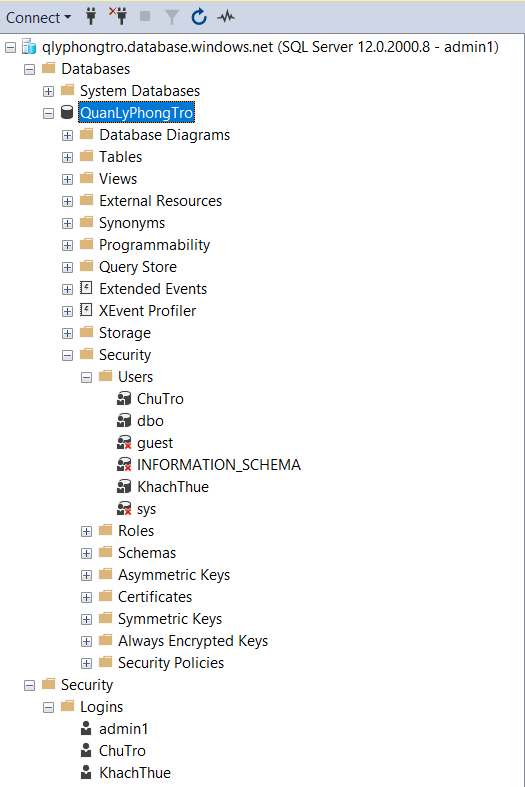 Connect
qlyphongtro.database.windows.net (SQL Server 12.0.2000.8 - admin1)
Databases
System Databases
QuanLyPhongTro
Database Diagrams
Tables
Views
External Resources
Synonyms
Programmability
Query Store
Extended Events
XEvent Profiler
Storage
Security
Users
ChuTro
dbo
guest
INFORMATION_SCHEMA
KhachThue
sys
Roles
Schemas
Asymmetric Keys
Certificates
Symmetric Keys
Always Encrypted Keys
Security Policies
Security
Logins
admin1
ChuTro
KhachThue